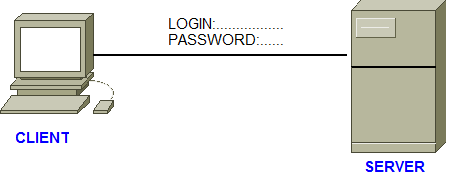 LOGIN:.................
PASSWORD:......
CLIENT
SERVER